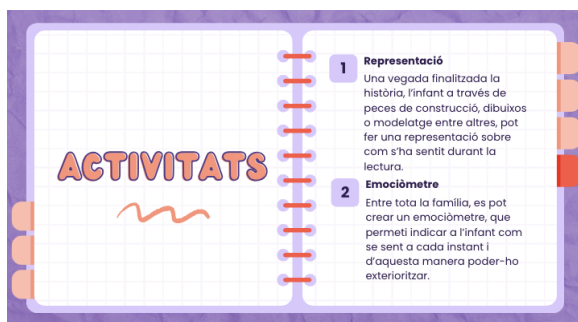 ACTIVITATS
1
Representació
Una vegada finalitzada la
història, l'infant a través de
peces de construcció, dibuixos
o modelatge entre altres, pot
fer una representació sobre
com s'ha sentit durant la
lectura.
2
Emociòmetre
Entre tota la família, es pot
crear un emociòmetre, que
permeti indicar a l'infant com
se sent a cada instant i
d'aquesta manera poder-ho
exterioritzar.